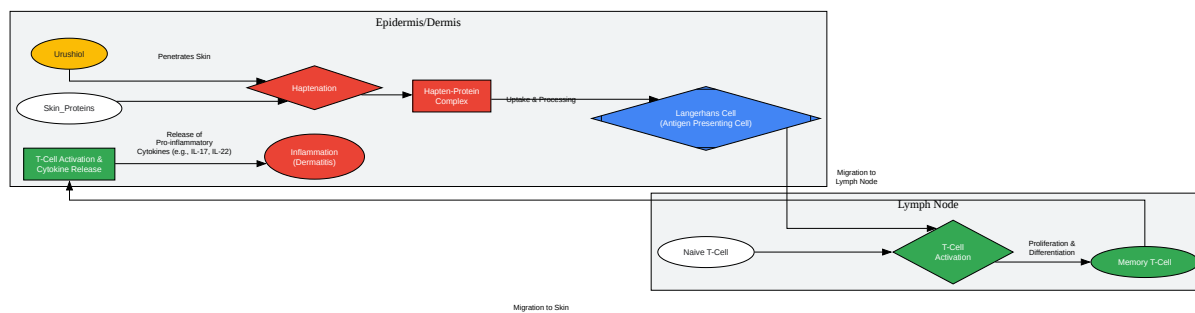 Epidermis/Dermis
Urushiol
Penetrates Skin
Haptenation
Skin_Proteins
Hapten-Protein
Complex
Uptake & Processing
Langerhans Cell
(Antigen Presenting Cell)
Release of
Pro-inflammatory
Cytokines (e.g., IL-17, IL-22)
T-Cell Activation &
Cytokine Release
Inflammation
(Dermatitis)
Migration to
Lymph Node
Lymph Node
Naive T-Cell
T-Cell
Activation
Proliferation &
Differentiation
Memory T-Cell
Migration to Skin